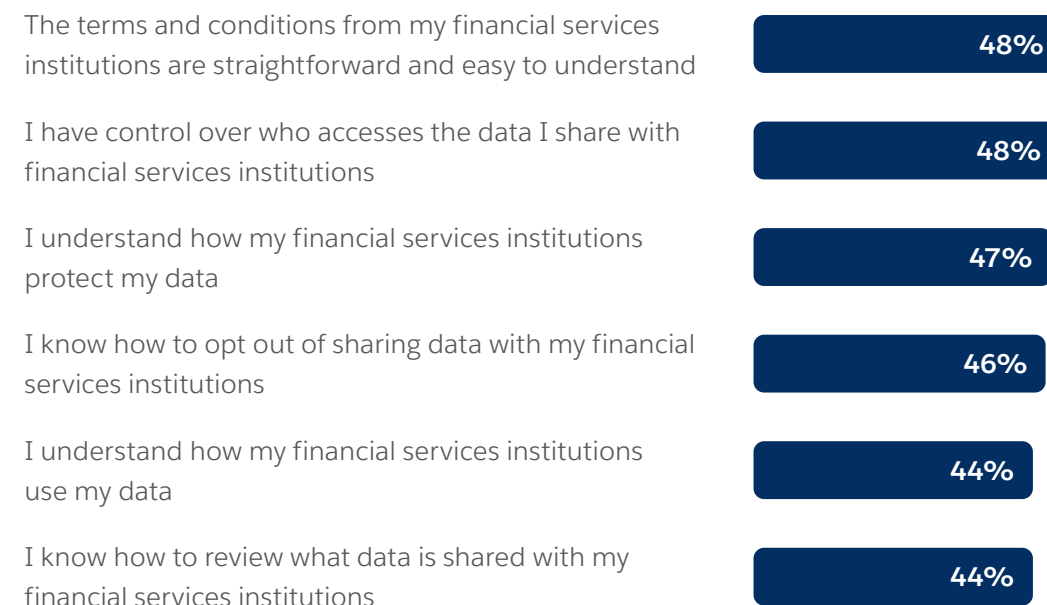 The terms and conditions from my financial services
institutions are straightforward and easy to understand
48%
I have control over who accesses the data I share with
financial services institutions
48%
I understand how my financial services institutions
protect my data
47%
I know how to opt out of sharing data with my financial
services institutions
46%
I understand how my financial services institutions
use my data
44%
I know how to review what data is shared with my
financial services institutions
44%